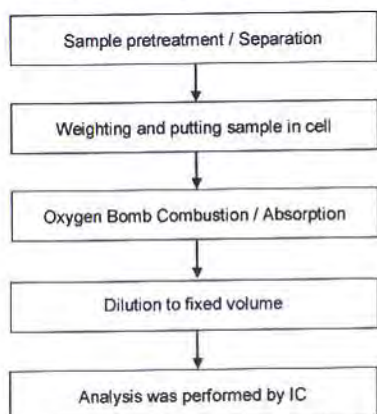 Sample pretreatment / Separation
Weighting and putting sample in cell
Oxygen Bomb Combustion / Absorption
Dilution to fixed volume
Analysis was performed by IC